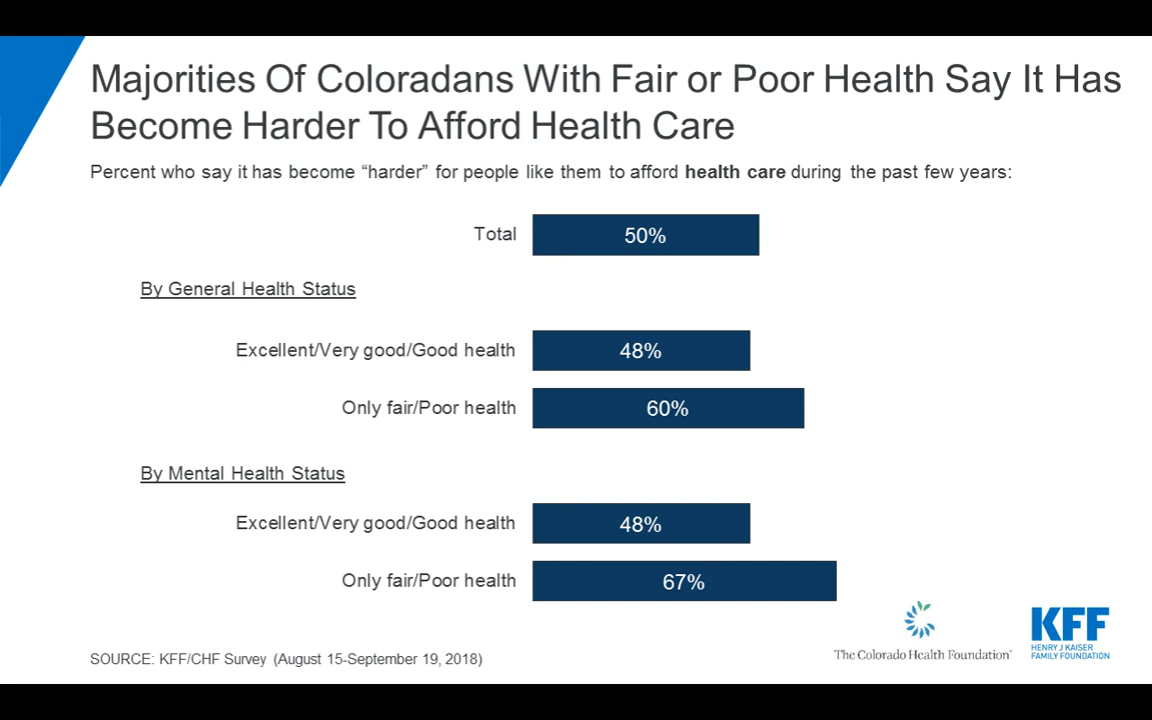 Majorities Of Coloradans With Fair or Poor Health Say It Has
Become Harder To Afford Health Care
Percent who say it has become “harder” for people like them to afford health care during the past few years:
Total
50%
By General Health Status
Excellent/Very good/Good health
48%
Only fair/Poor health
60%
By Mental Health Status
Excellent/Very good/Good health
48%
Only fair/Poor health
67%
SOURCE: KFF/CHF Survey (August 15-September 19, 2018)
The Colorado Health Foundation™
KFF
HENRY J KAISER
FAMILY FOUNDATION